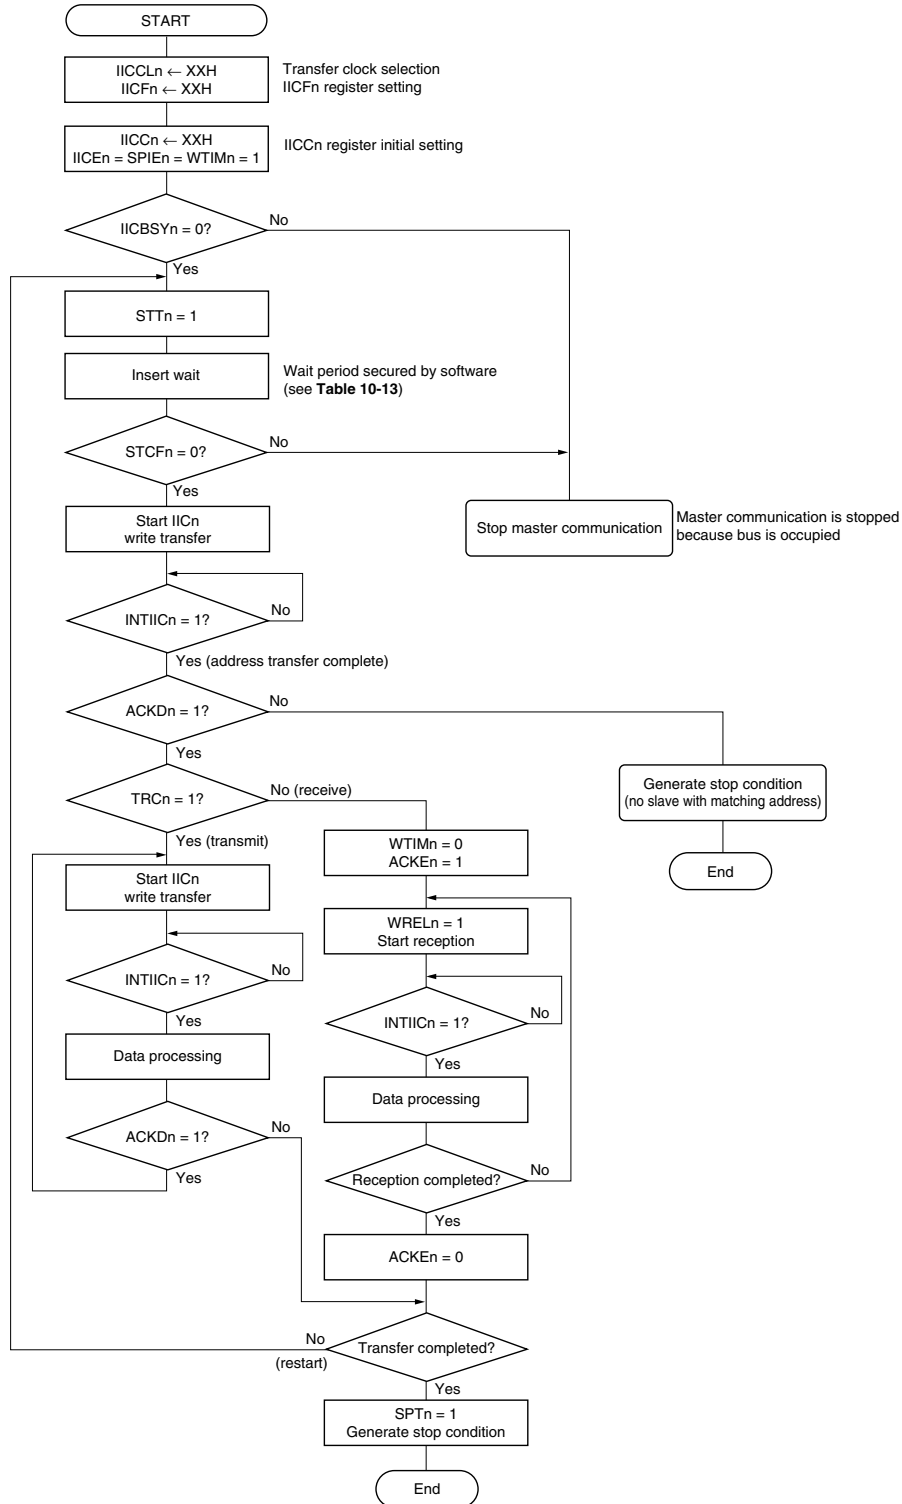 START
IICCLn ← XXH
IICFn ← XXH
Transfer clock selection
IICFn register setting
IICCn ← XXH
IICEn = SPIEn = WTIMn = 1
IICCn register initial setting
IICBSYn = 0?
No
Yes
STTn = 1
Insert wait
Wait period secured by software
(see Table 10-13)
STCFn = 0?
No
Yes
Start IICn
write transfer
Stop master communication
Master communication is stopped
because bus is occupied
INTIICn = 1?
No
Yes (address transfer complete)
ACKDn = 1?
No
Yes
Generate stop condition
(no slave with matching address)
End
TRCn = 1?
No (receive)
Yes (transmit)
WTIMn = 0
ACKEn = 1
Start IICn
write transfer
WRELn = 1
Start reception
INTIICn = 1?
No
Yes
INTIICn = 1?
No
Yes
Data processing
Data processing
ACKDn = 1?
No
Yes
Reception completed?
No
Yes
ACKEn = 0
Transfer completed?
No
(restart)
Yes
SPTn = 1
Generate stop condition
End